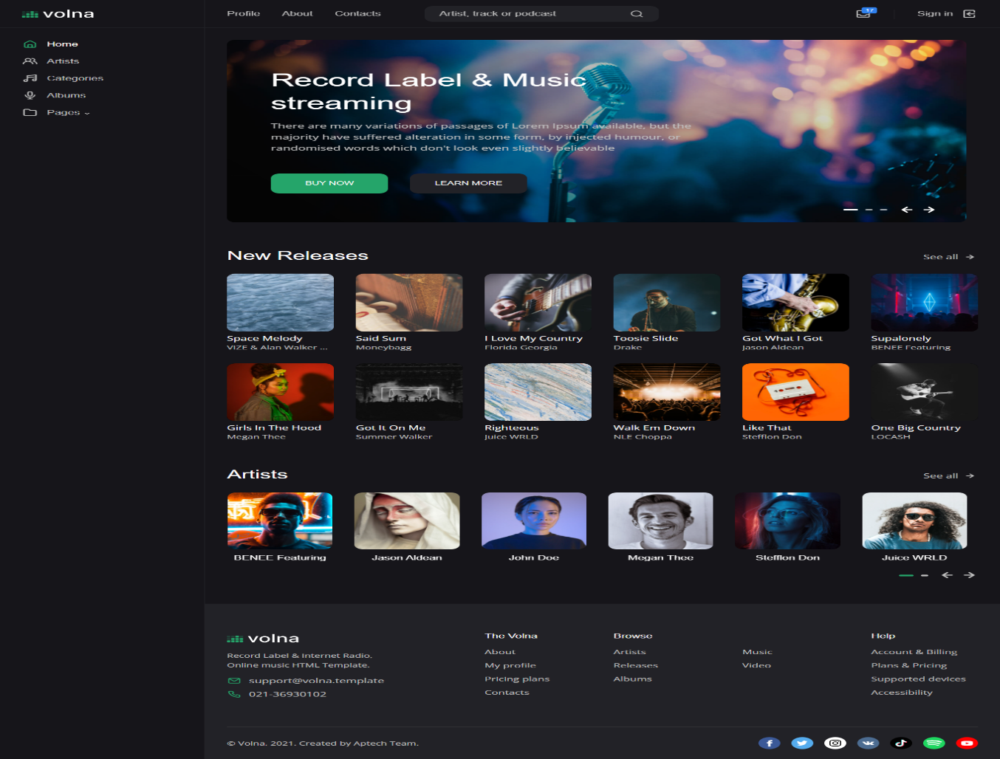 volna
Profile About Contacts Artist, track or podcast 17 Sign in
Home
Artists
Categories
Albums
Pages
Record Label & Music
streaming
There are many variations of passages of Lorem Ipsum available, but the
majority have suffered alteration in some form, by injected humour, or
randomised words which don't look even slightly believable
BUY NOW LEARN MORE
New Releases See all
Space Melody Said Sum I Love My Country Toosie Slide Got What I Got Supalonely
VIZE & Alan Walker ... Moneybagg Florida Georgia Drake Jason Aldean BENEE Featuring
Girls In The Hood Got It On Me Righteous Walk Em Down Like That One Big Country
Megan Thee Summer Walker Juice WRLD NLE Choppa Stefflon Don LOCASH
Artists See all
BENEE Featuring Jason Aldean John Doe Megan Thee Stefflon Don Juice WRLD
volna
Record Label & Internet Radio.
Online music HTML Template.
support@volna.template
021-36930102
The Volna
About
My profile
Pricing plans
Contacts
Browse
Artists
Releases
Albums
Music
Video
Help
Account & Billing
Plans & Pricing
Supported devices
Accessibility
© Volna. 2021. Created by Aptech Team.